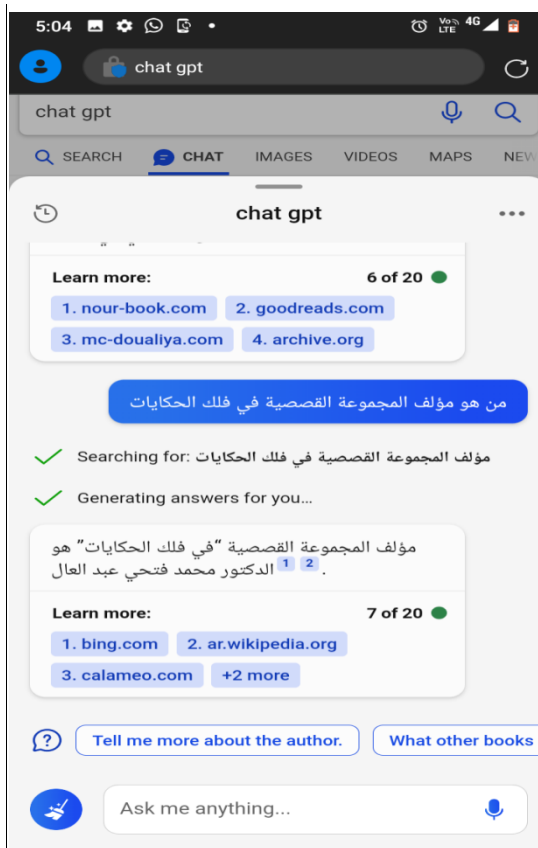 5:04
Vo LTE 4G
chat gpt
chat gpt
SEARCH CHAT IMAGES VIDEOS MAPS NEW
chat gpt
Learn more: 6 of 20
1. nour-book.com 2. goodreads.com
3. mc-doualiya.com 4. archive.org
من هو مؤلف المجموعة القصصية في فلك الحكايات
Searching for: مؤلف المجموعة القصصية في فلك الحكايات
Generating answers for you...
مؤلف المجموعة القصصية “في فلك الحكايات” هو
الدكتور محمد فتحي عبد العال 1 2 .
Learn more: 7 of 20
1. bing.com 2. ar.wikipedia.org
3. calameo.com +2 more
Tell me more about the author. What other books
Ask me anything...